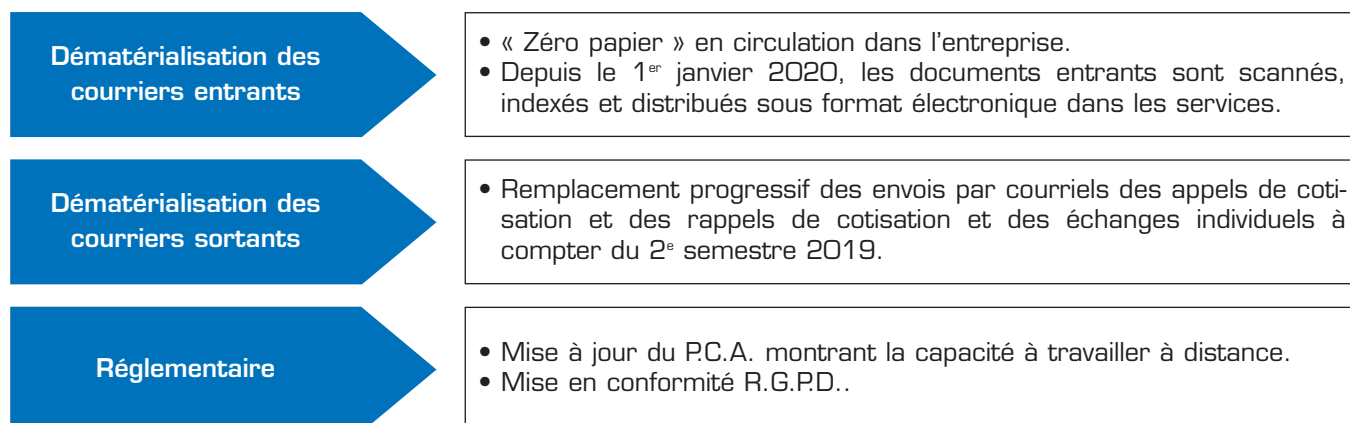 Dématérialisation des
courriers entrants
• « Zéro papier » en circulation dans l'entreprise.
• Depuis le 1er janvier 2020, les documents entrants sont scannés,
indexés et distribués sous format électronique dans les services.
Dématérialisation des
courriers sortants
• Remplacement progressif des envois par courriels des appels de coti-
sation et des rappels de cotisation et des échanges individuels à
compter du 2e semestre 2019.
Réglementaire
• Mise à jour du P.C.A. montrant la capacité à travailler à distance.
• Mise en conformité R.G.P.D..